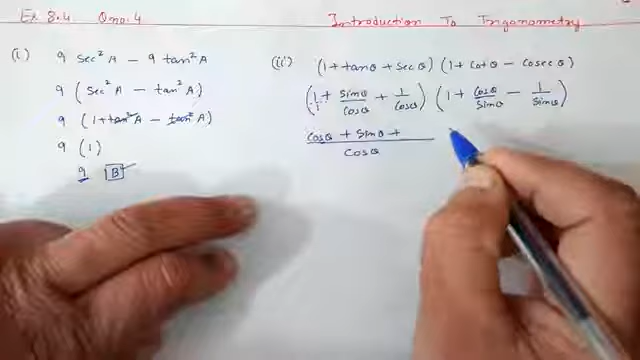 Ex 8.4 Qno. 4
Introduction To Trigonometry
(i) 9 sec²A − 9 tan²A
9 (sec²A − tan²A)
9 (1+tan²A − tan²A)
9 (1)
9 B
(ii) (1+tanθ + secθ) (1+cotθ − cosecθ)
(1/1 + sinθ/cosθ + 1/cosθ) (1 + cosθ/sinθ − 1/sinθ)
cosθ + sinθ +
cosθ